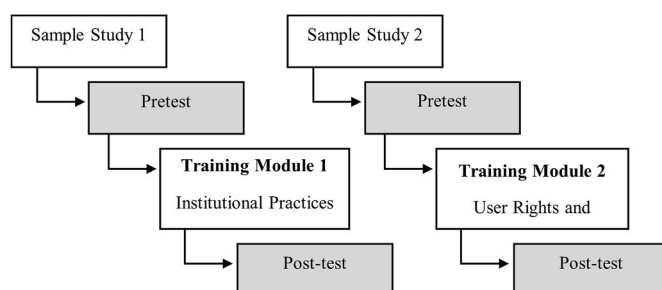 Sample Study 1
Sample Study 2
Pretest
Pretest
Training Module 1
Institutional Practices
Training Module 2
User Rights and
Post-test
Post-test